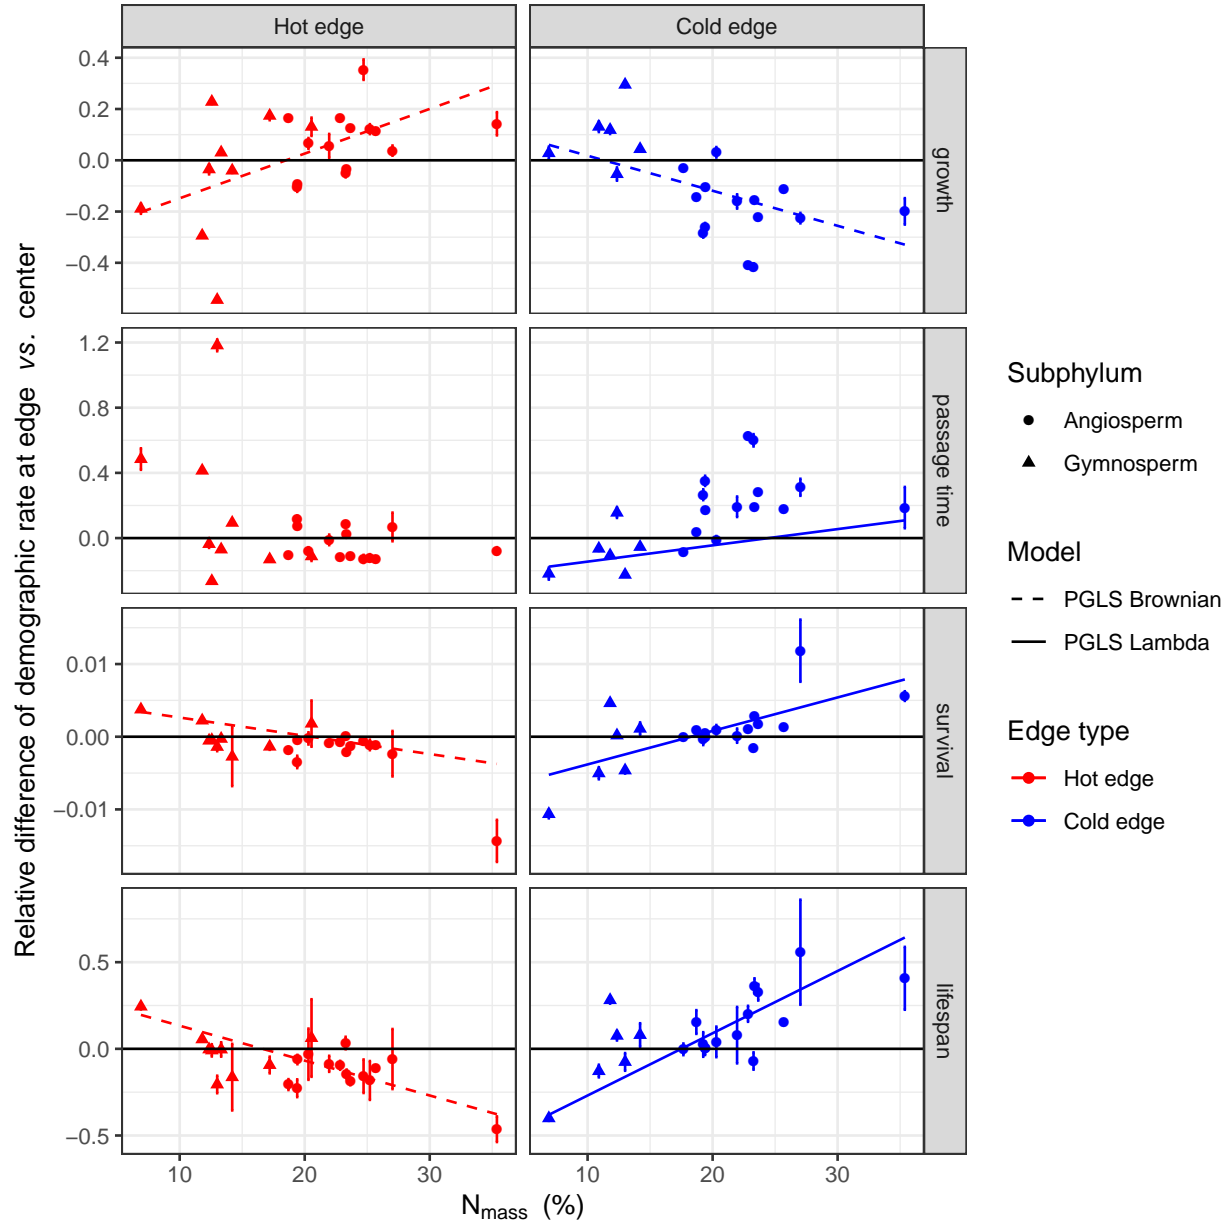 Hot edge
Cold edge
0.4
0.2
0.0
−0.2
−0.4
growth
1.2
0.8
0.4
0.0
passage time
0.01
0.00
−0.01
survival
0.5
0.0
−0.5
lifespan
10 20 30
10 20 30
N_mass (%)
Relative difference of demographic rate at edge vs. center
Subphylum
Angiosperm
Gymnosperm
Model
PGLS Brownian
PGLS Lambda
Edge type
Hot edge
Cold edge